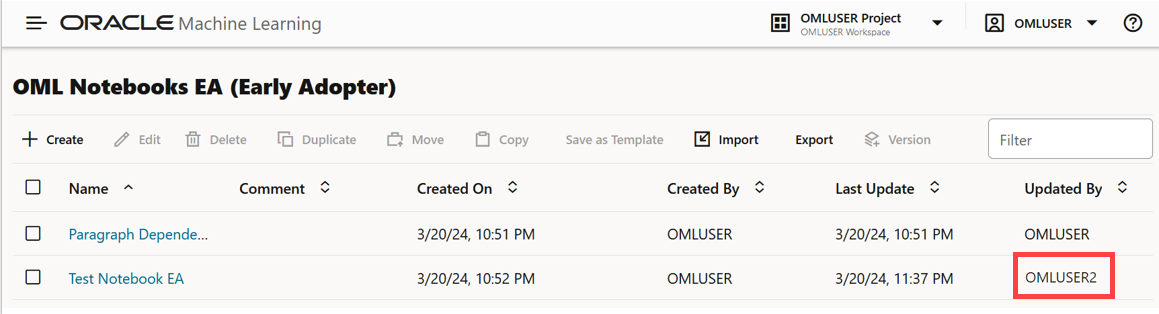 ORACLE Machine Learning
OMLUSER Project
OMLUSER Workspace
OMLUSER
?
OML Notebooks EA (Early Adopter)
Create Edit Delete Duplicate Move Copy Save as Template Import Export Version Filter
Name Comment Created On Created By Last Update Updated By
Paragraph Depende... 3/20/24, 10:51 PM OMLUSER 3/20/24, 10:51 PM OMLUSER
Test Notebook EA 3/20/24, 10:52 PM OMLUSER 3/20/24, 11:37 PM OMLUSER2